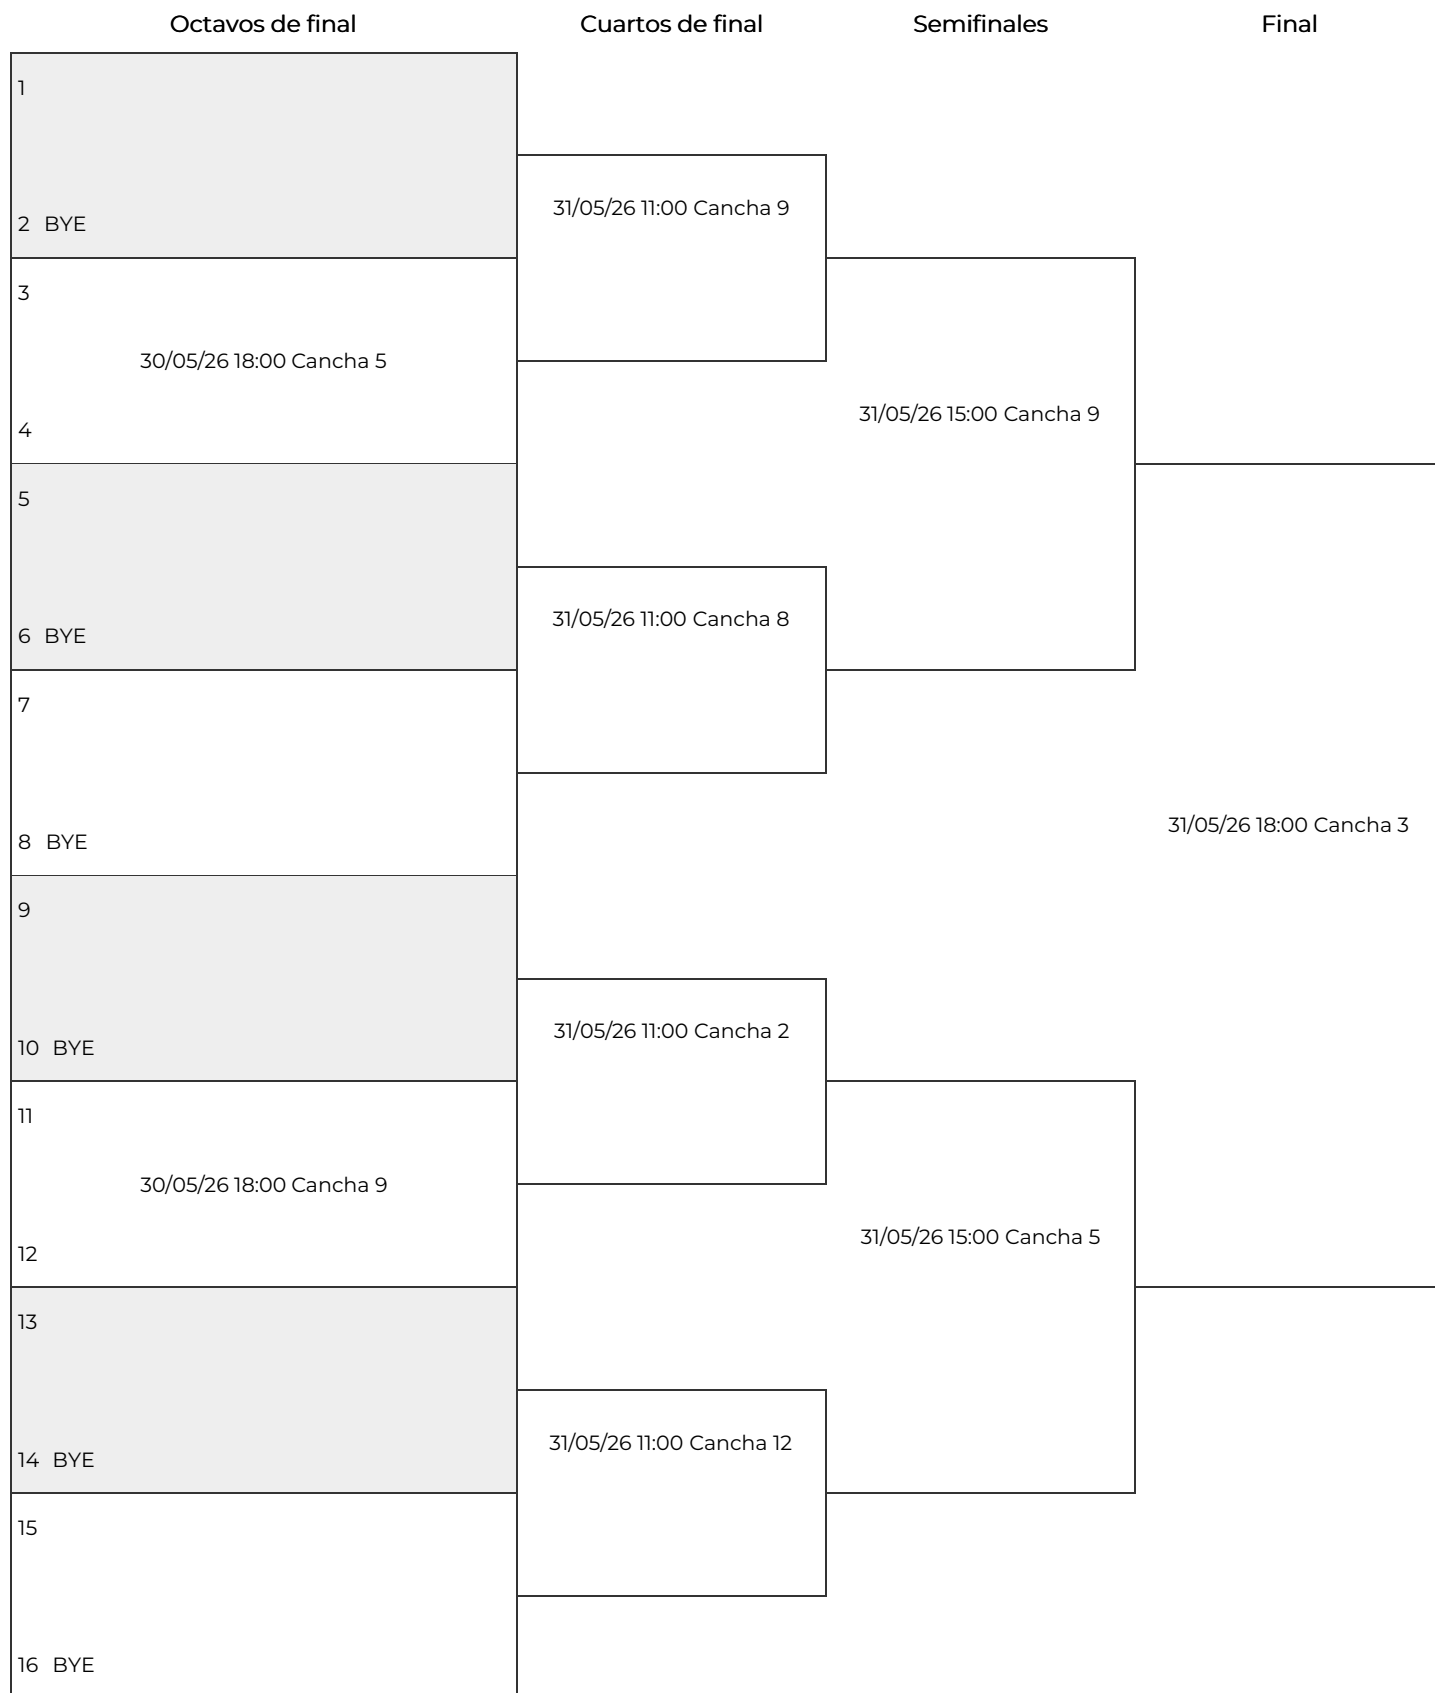 Octavos de final
Cuartos de final
Semifinales
Final
1
2 BYE
3
30/05/26 18:00 Cancha 5
4
5
6 BYE
7
8 BYE
9
10 BYE
11
30/05/26 18:00 Cancha 9
12
13
14 BYE
15
16 BYE
31/05/26 11:00 Cancha 9
31/05/26 11:00 Cancha 8
31/05/26 11:00 Cancha 2
31/05/26 11:00 Cancha 12
31/05/26 15:00 Cancha 9
31/05/26 15:00 Cancha 5
31/05/26 18:00 Cancha 3